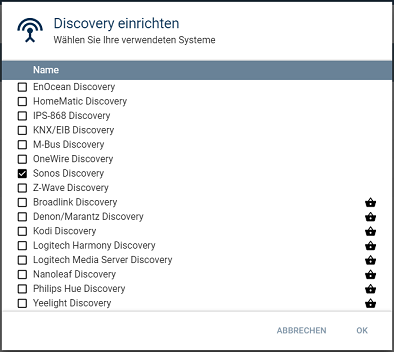 Discovery einrichten
Wählen Sie Ihre verwendeten Systeme
Name
EnOcean Discovery
HomeMatic Discovery
IPS-868 Discovery
KNX/EIB Discovery
M-Bus Discovery
OneWire Discovery
Sonos Discovery
Z-Wave Discovery
Broadlink Discovery
Denon/Marantz Discovery
Kodi Discovery
Logitech Harmony Discovery
Logitech Media Server Discovery
Nanoleaf Discovery
Philips Hue Discovery
Yeelight Discovery
ABBRECHEN OK